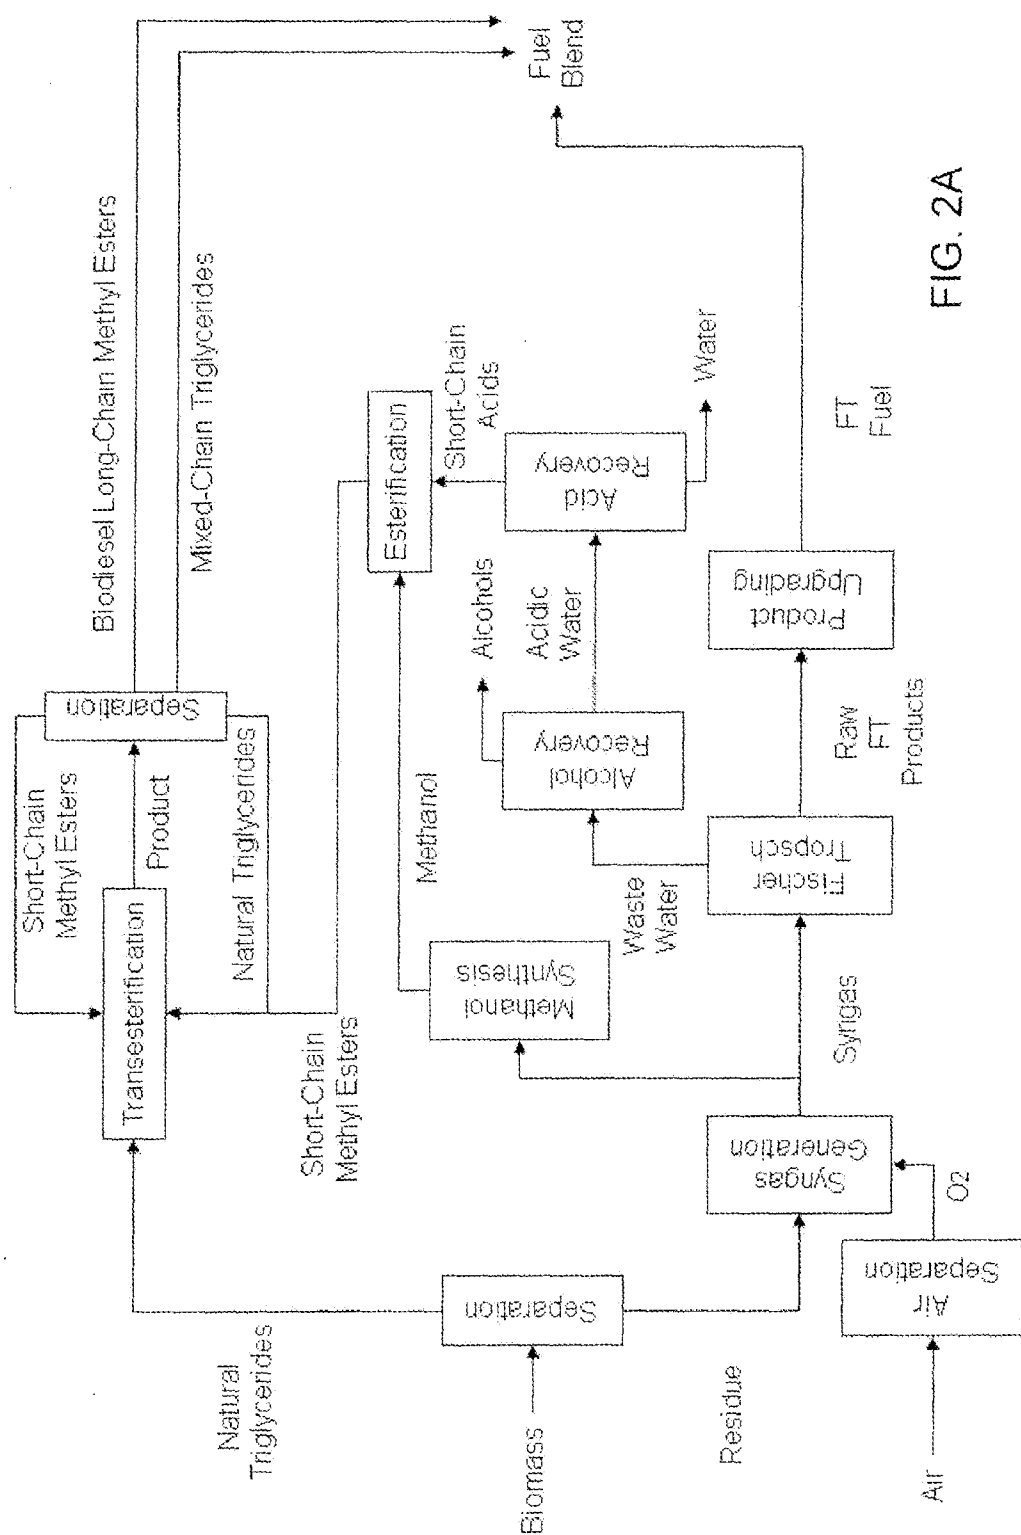 Biodiesel Long-Chain Methyl Esters
Mixed-Chain Triglycerides
Short-Chain
Methyl Esters
Separation
Product
Natural Triglycerides
Transesterification
Natural
Triglycerides
Short-Chain
Methyl Esters
Methanol
Esterification
Short-Chain
Acids
Fuel
Blend
Biomass
Separation
Methanol
Synthesis
Alcohols
Alcohol
Recovery
Acidic
Water
Acid
Recovery
Water
Waste
Water
Residue
Syngas
Generation
Syngas
Fischer
Tropsch
Raw
FT
Products
Product
Upgrading
FT
Fuel
Air
Air
Separation
O2
FIG. 2A